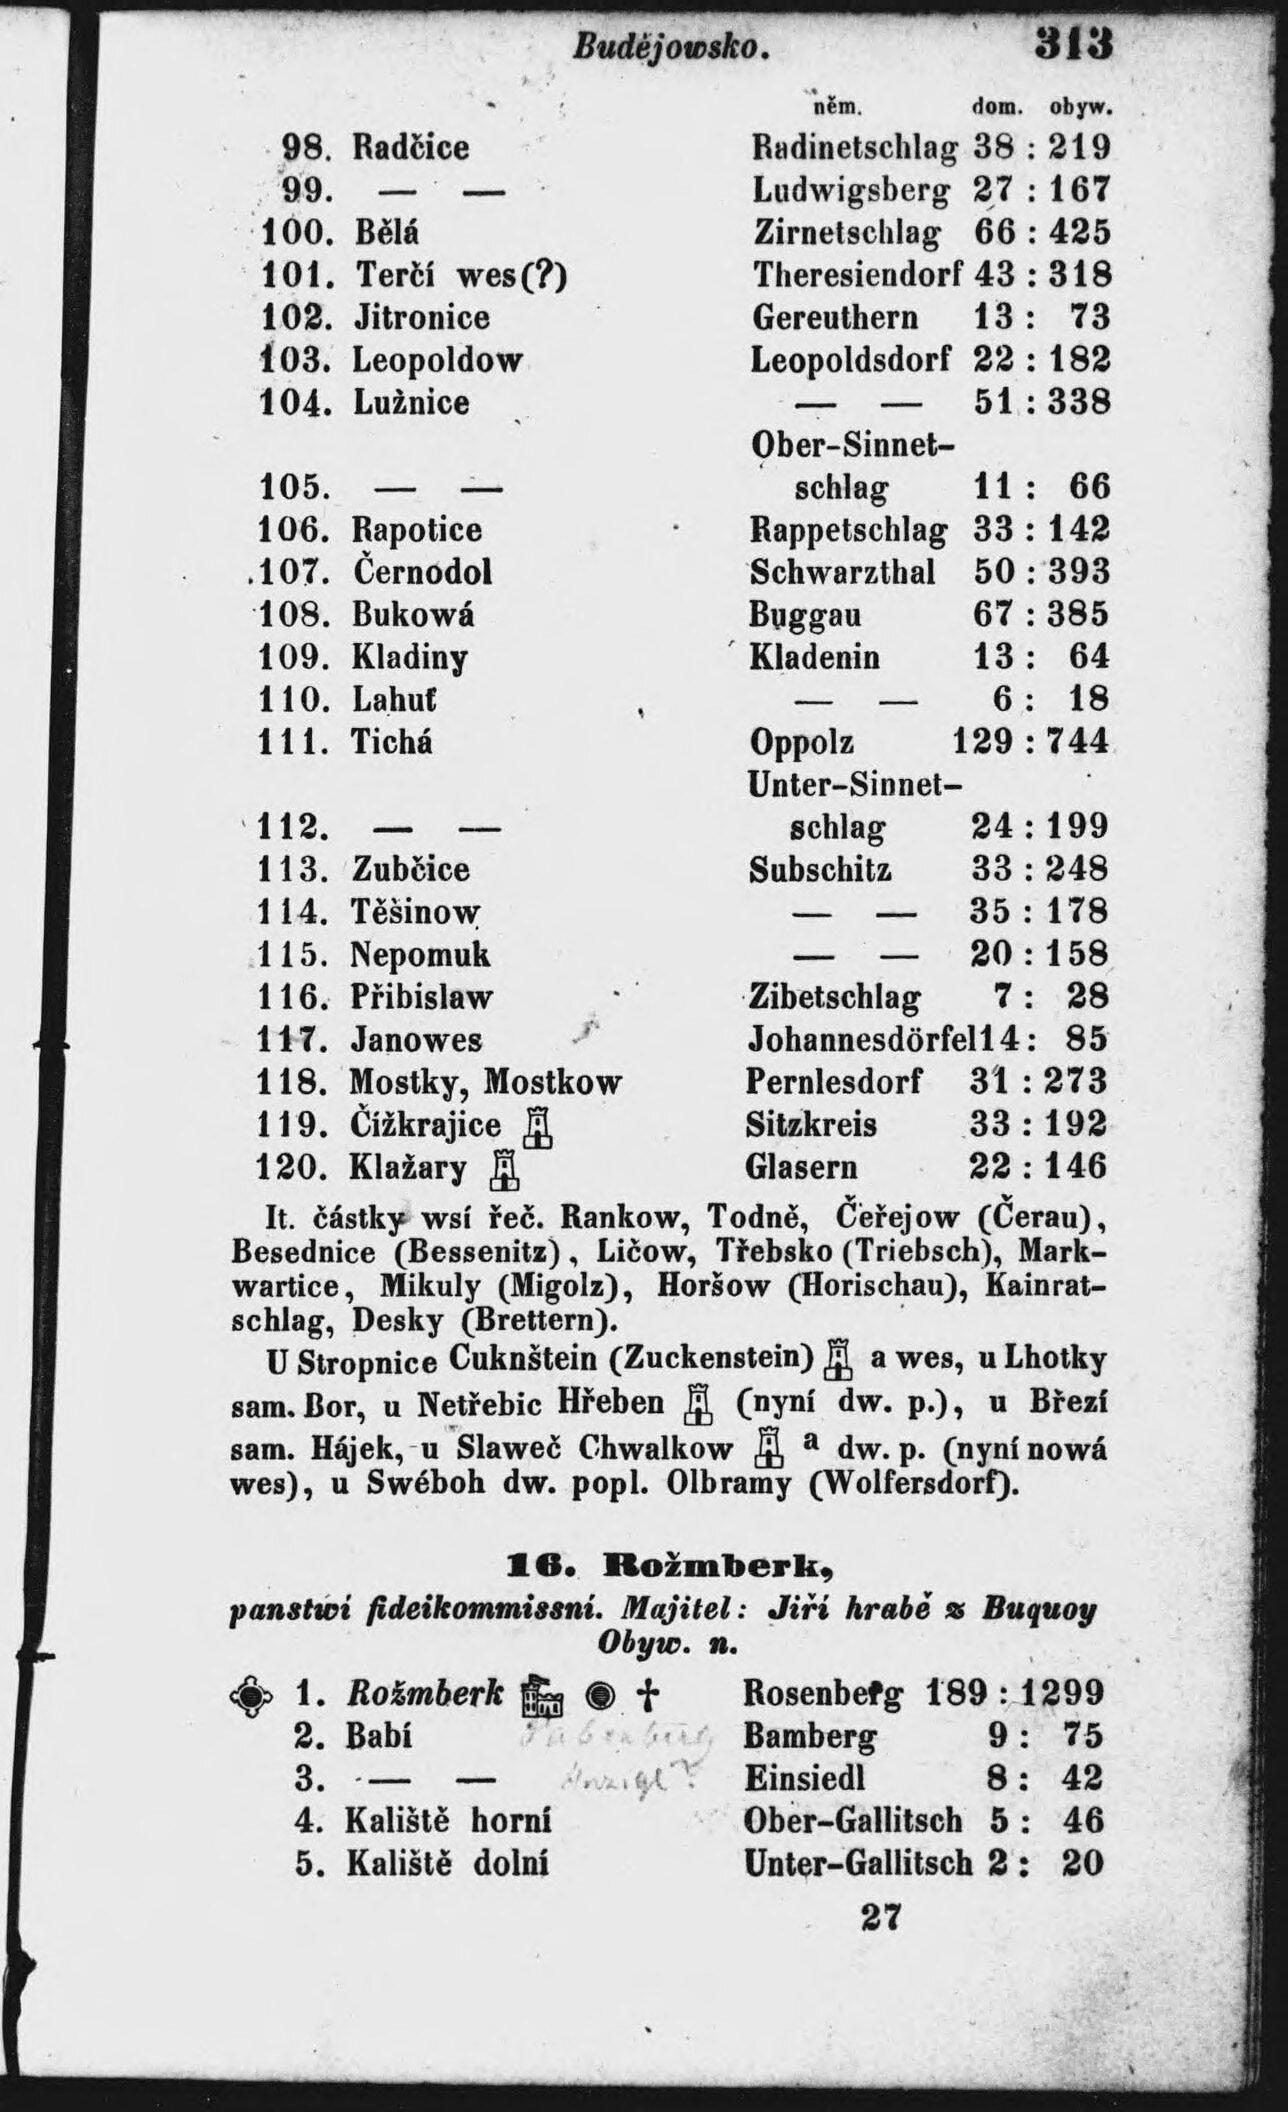 Budějowsko. 313
něm. dom. obyw.
98. Radčice Radinetschlag 38 : 219
99. — — Ludwigsberg 27 : 167
100. Bělá Zirnetschlag 66 : 425
101. Terčí wes(?) Theresiendorf 43 : 318
102. Jitronice Gereuthern 13 : 73
103. Leopoldow Leopoldsdorf 22 : 182
104. Lužnice — — 51 : 338
Ober-Sinnet-
105. — — schlag 11 : 66
106. Rapotice Rappetschlag 33 : 142
107. Černodol Schwarzthal 50 : 393
108. Bukowá Buggau 67 : 385
109. Kladiny Kladenin 13 : 64
110. Lahuť — — 6 : 18
111. Tichá Oppolz 129 : 744
Unter-Sinnet-
112. — — schlag 24 : 199
113. Zubčice Subschitz 33 : 248
114. Těšinow — — 35 : 178
115. Nepomuk — — 20 : 158
116. Přibislaw Zibetschlag 7 : 28
117. Janowes Johannesdörfel 14 : 85
118. Mostky, Mostkow Pernlesdorf 31 : 273
119. Čížkrajice Sitzkreis 33 : 192
120. Klažary Glasern 22 : 146
It. částky wsí řeč. Rankow, Todně, Čeřejow (Čerau),
Besednice (Bessenitz), Ličow, Třebsko (Triebsch), Mark-
wartice, Mikuly (Migolz), Horšow (Horischau), Kainrat-
schlag, Desky (Brettern).
U Stropnice Cuknštein (Zuckenstein) a wes, u Lhotky
sam. Bor, u Netřebic Hřeben (nyní dw. p.), u Březí
sam. Hájek, u Slaweč Chwalkow a dw. p. (nyní nowá
wes), u Swéboh dw. popl. Olbramy (Wolfersdorf).
16. Rožmberk,
panstwí fideikommissní. Majitel: Jiří hrabě z Buquoy
Obyw. n.
1. Rožmberk † Rosenberg 189 : 1299
2. Babí Bamberg 9 : 75
3. — — Einsiedl 8 : 42
4. Kaliště horní Ober-Gallitsch 5 : 46
5. Kaliště dolní Unter-Gallitsch 2 : 20
27